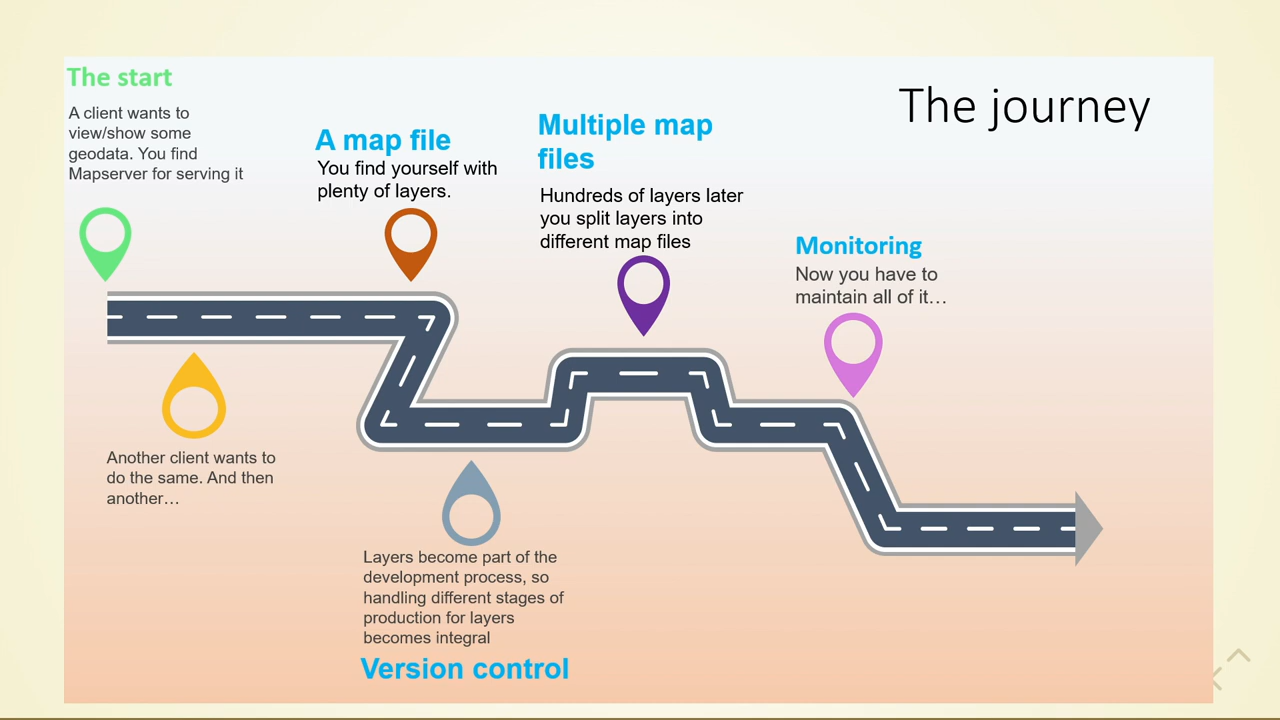 The journey
The start
A client wants to
view/show some
geodata. You find
Mapserver for serving it
Another client wants to
do the same. And then
another…
A map file
You find yourself with
plenty of layers.
Layers become part of the
development process, so
handling different stages of
production for layers
becomes integral
Version control
Multiple map
files
Hundreds of layers later
you split layers into
different map files
Monitoring
Now you have to
maintain all of it…